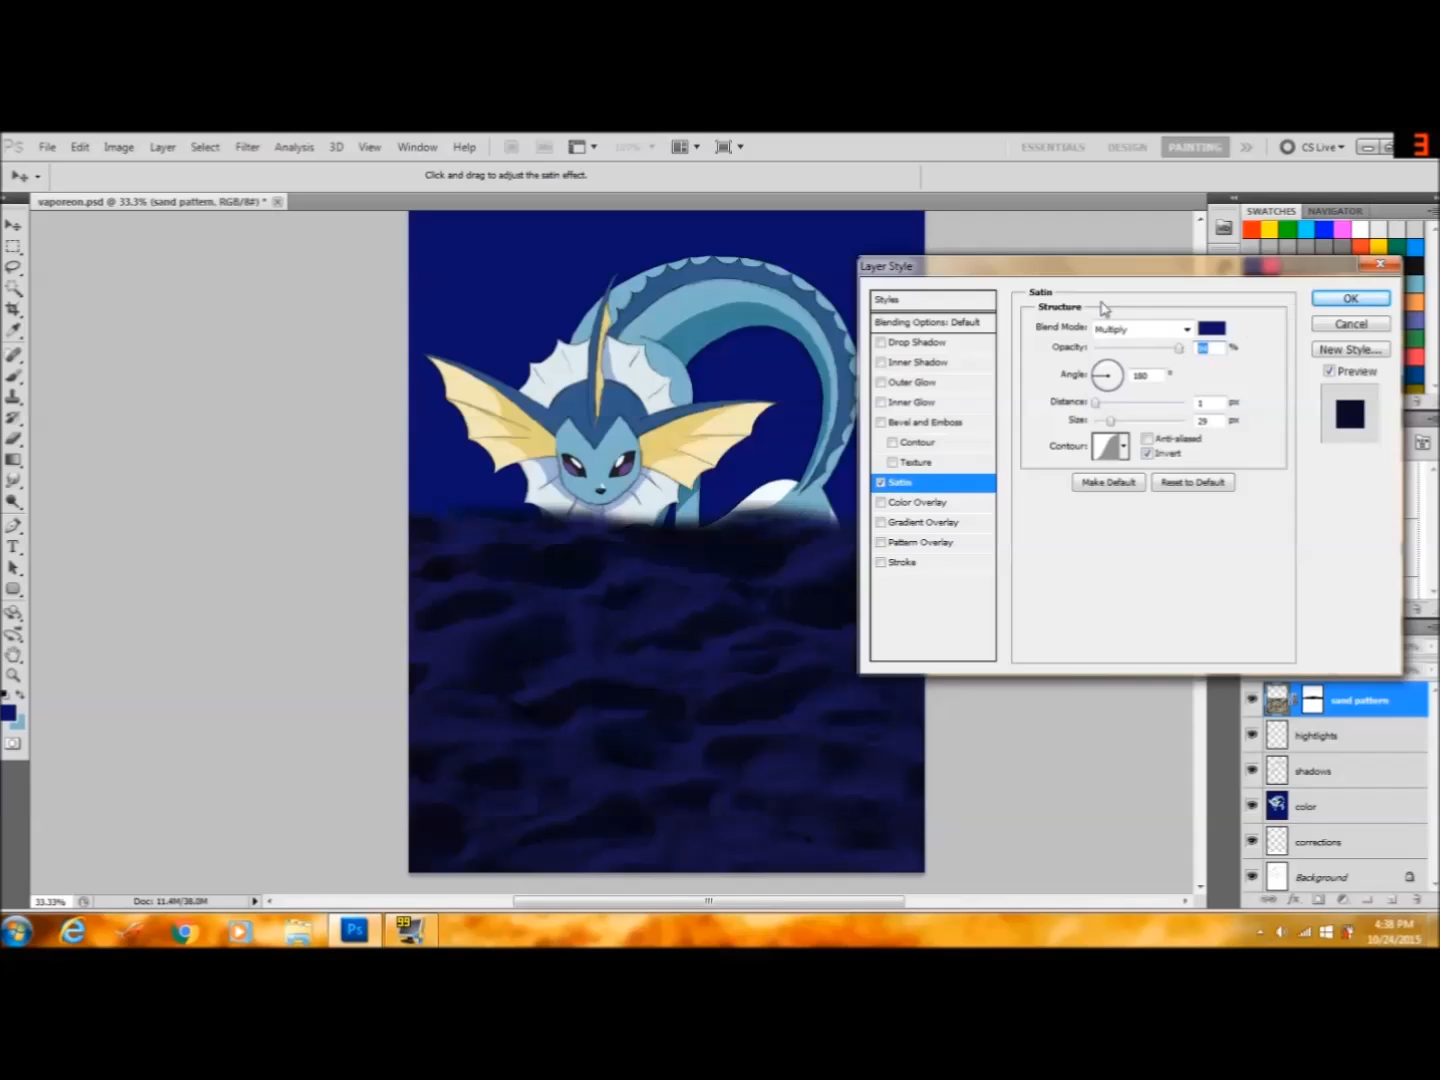 PS File Edit Image Layer Select Filter Analysis 3D View Window Help
ESSENTIALS DESIGN PAINTING CS Live 3
Click and drag to adjust the satin effect.
vaporeon.psd @ 33.3% (sand pattern, RGB/8#) *
SWATCHES NAVIGATOR
Layer Style
Styles
Blending Options: Default
Drop Shadow
Inner Shadow
Outer Glow
Inner Glow
Bevel and Emboss
Contour
Texture
Satin
Color Overlay
Gradient Overlay
Pattern Overlay
Stroke
Satin
Structure
Blend Mode: Multiply
Opacity: %
Angle: 180 °
Distance: 1 px
Size: 29 px
Contour: Anti-aliased
Invert
Make Default Reset to Default
OK
Cancel
New Style...
Preview
sand pattern
hightlights
shadows
color
corrections
Background
33.33% Doc: 11.4M/38.0M
Ps 99
4:38 PM
10/24/2015